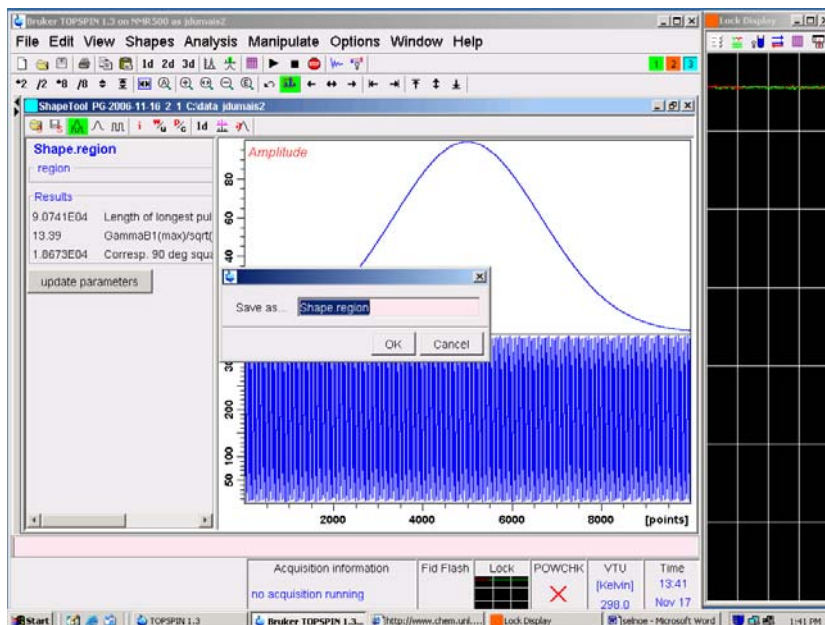 Bruker TOPSPIN 1.3 on NMR500 as jdumais2
Lock Display
File Edit View Shapes Analysis Manipulate Options Window Help
1d 2d 3d
1 2 3
*2 /2 *8 /8
ShapeTool PG-2006-11-16 2 1 C:\data jdumais2
1d
Shape.region
region
Results
9.0741E04 Length of longest pul
13.39 GammaB1(max)/sqrt(
1.8673E04 Corresp. 90 deg squa
update parameters
Amplitude
80
60
40
Save as... Shape.region
OK Cancel
200
100
50
2000 4000 6000 8000 [points]
Acquisition information Fid Flash Lock POWCHK VTU Time
no acquisition running [Kelvin] 13:41
298.0 Nov 17
Start TOPSPIN 1.3 Bruker TOPSPIN 1.3... http://www.chem.unl.... Lock Display selnoe - Microsoft Word 1:41 PM